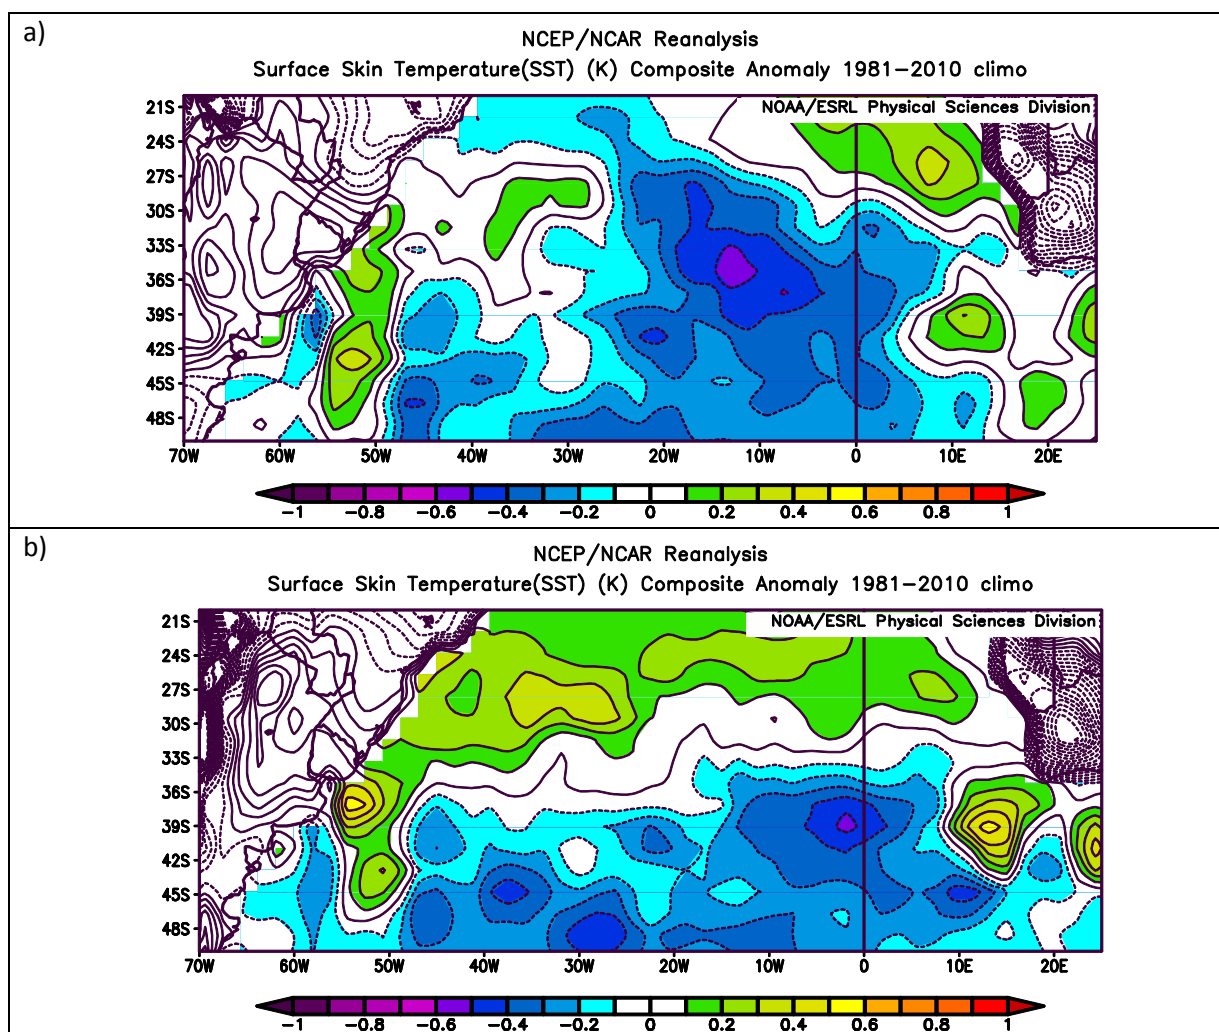 a)
NCEP/NCAR Reanalysis
Surface Skin Temperature(SST) (K) Composite Anomaly 1981−2010 climo
NOAA/ESRL Physical Sciences Division
21S
24S
27S
30S
33S
36S
39S
42S
45S
48S
70W 60W 50W 40W 30W 20W 10W 0 10E 20E
−1 −0.8 −0.6 −0.4 −0.2 0 0.2 0.4 0.6 0.8 1
b)
NCEP/NCAR Reanalysis
Surface Skin Temperature(SST) (K) Composite Anomaly 1981−2010 climo
NOAA/ESRL Physical Sciences Division
21S
24S
27S
30S
33S
36S
39S
42S
45S
48S
70W 60W 50W 40W 30W 20W 10W 0 10E 20E
−1 −0.8 −0.6 −0.4 −0.2 0 0.2 0.4 0.6 0.8 1